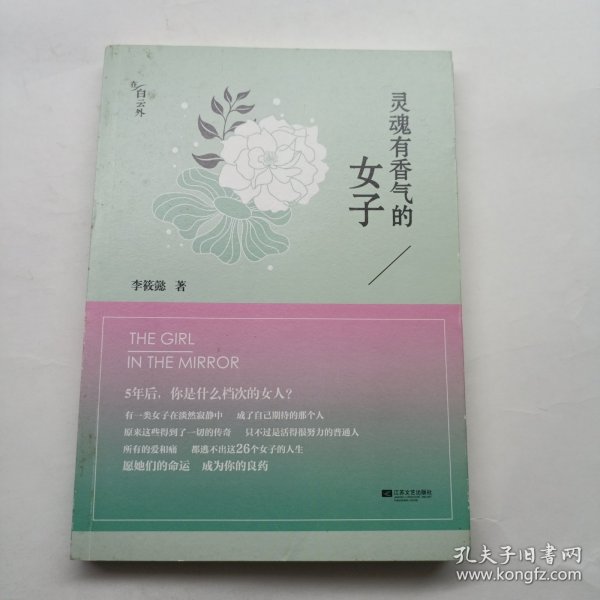 在白云外
灵魂有香气的
女子
李筱懿 著
THE GIRL
IN THE MIRROR
5年后，你是什么档次的女人？
有一类女子在淡然寂静中 成了自己期待的那个人
原来这些得到了一切的传奇 只不过是活得很努力的普通人
所有的爱和痛 都逃不出这26个女子的人生
愿她们的命运 成为你的良药
江苏文艺出版社
孔夫子旧书网
www.kongfz.com